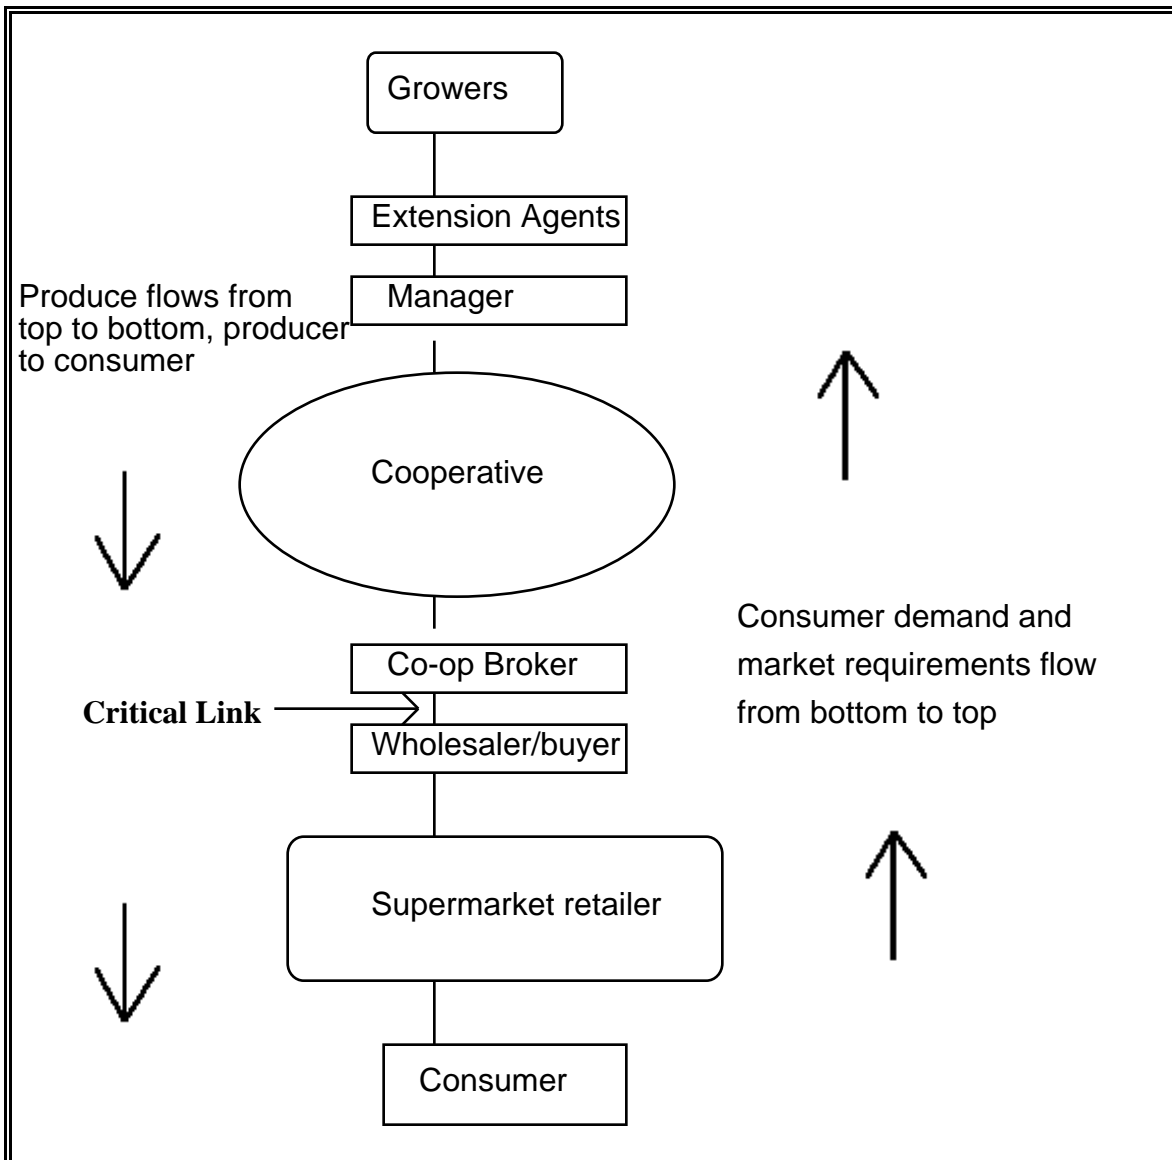 Growers
Extension Agents
Manager
Produce flows from
top to bottom, producer
to consumer
Cooperative
Consumer demand and
market requirements flow
from bottom to top
Co-op Broker
Critical Link
Wholesaler/buyer
Supermarket retailer
Consumer